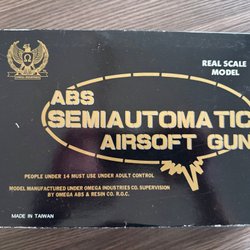 REAL SCALE
MODEL
ABS
SEMIAUTOMATIC
AIRSOFT GUN
PEOPLE UNDER 14 MUST USE UNDER ADULT CONTROL
MODEL MANUFACTURED UNDER OMEGA INDUSTRIES CO. SUPERVISION
BY OMEGA ABS & RESIN CO. R.O.C.
MADE IN TAIWAN